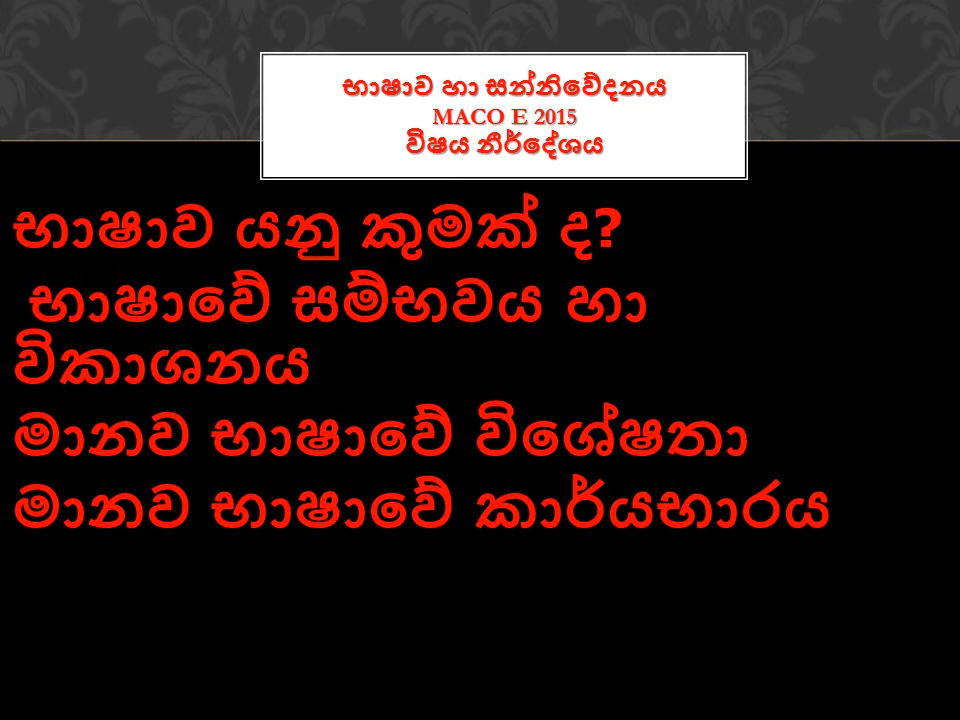 භාෂාව හා සන්නිවේදනය
MACO E 2015
විෂය නීර්දේශය
භාෂාව යනු කුමක් ද?
භාෂාවේ සම්භවය හා
විකාශනය
මානව භාෂාවේ විශේෂතා
මානව භාෂාවේ කාර්යභාරය